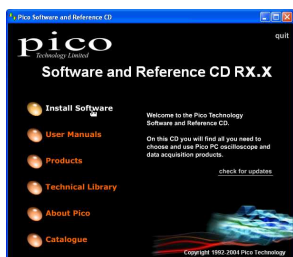 Pico Software and Reference CD
quit
pico
Technology Limited
Software and Reference CD RX.X
Install Software
User Manuals
Products
Technical Library
About Pico
Catalogue
Welcome to the Pico Technology
Software and Reference CD.
On this CD you will find all you need to
choose and use Pico PC oscilloscope and
data acquisition products.
check for updates
Copyright 1992-2004 Pico Technology